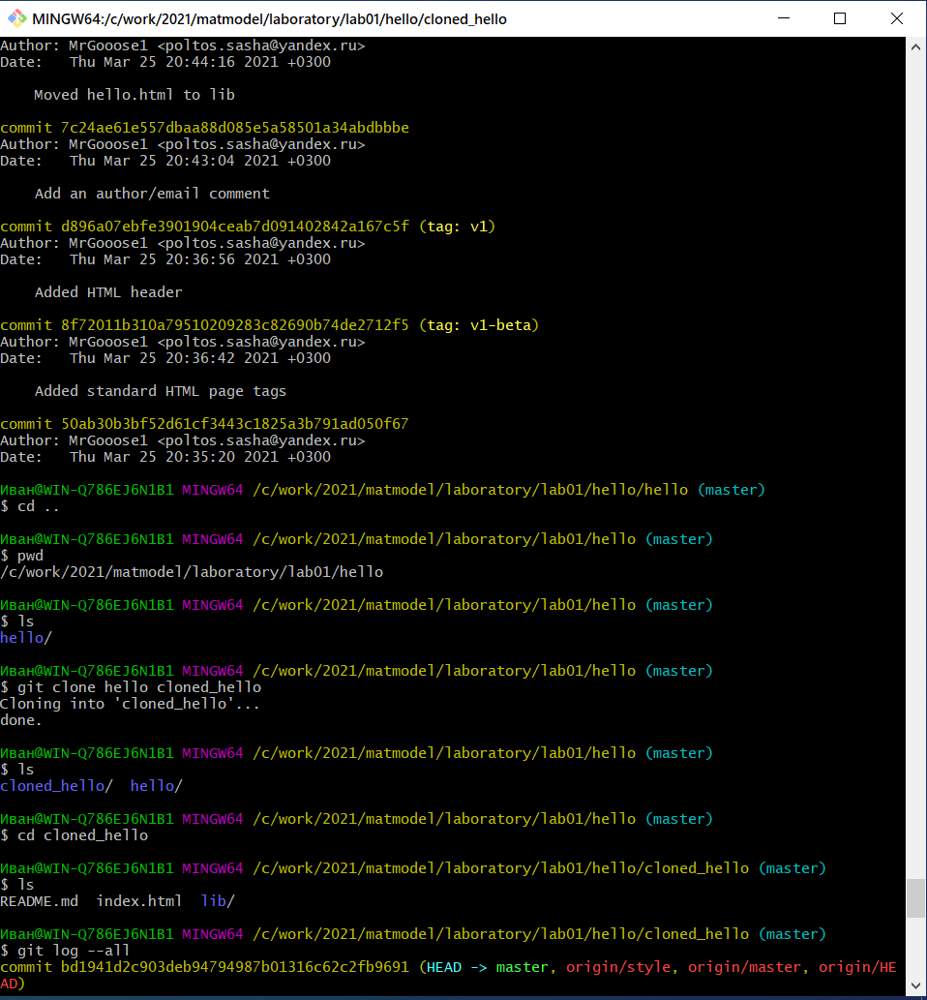 MINGW64:/c/work/2021/matmodel/laboratory/lab01/hello/cloned_hello
Author: MrGooose1 <poltos.sasha@yandex.ru>
Date:   Thu Mar 25 20:44:16 2021 +0300
    Moved hello.html to lib
commit 7c24ae61e557dbaa88d085e5a58501a34abdbbbe
Author: MrGooose1 <poltos.sasha@yandex.ru>
Date:   Thu Mar 25 20:43:04 2021 +0300
    Add an author/email comment
commit d896a07ebfe3901904ceab7d091402842a167c5f (tag: v1)
Author: MrGooose1 <poltos.sasha@yandex.ru>
Date:   Thu Mar 25 20:36:56 2021 +0300
    Added HTML header
commit 8f72011b310a79510209283c82690b74de2712f5 (tag: v1-beta)
Author: MrGooose1 <poltos.sasha@yandex.ru>
Date:   Thu Mar 25 20:36:42 2021 +0300
    Added standard HTML page tags
commit 50ab30b3bf52d61cf3443c1825a3b791ad050f67
Author: MrGooose1 <poltos.sasha@yandex.ru>
Date:   Thu Mar 25 20:35:20 2021 +0300
Иван@WIN-Q786EJ6N1B1 MINGW64 /c/work/2021/matmodel/laboratory/lab01/hello/hello (master)
$ cd ..
Иван@WIN-Q786EJ6N1B1 MINGW64 /c/work/2021/matmodel/laboratory/lab01/hello (master)
$ pwd
/c/work/2021/matmodel/laboratory/lab01/hello
Иван@WIN-Q786EJ6N1B1 MINGW64 /c/work/2021/matmodel/laboratory/lab01/hello (master)
$ ls
hello/
Иван@WIN-Q786EJ6N1B1 MINGW64 /c/work/2021/matmodel/laboratory/lab01/hello (master)
$ git clone hello cloned_hello
Cloning into 'cloned_hello'...
done.
Иван@WIN-Q786EJ6N1B1 MINGW64 /c/work/2021/matmodel/laboratory/lab01/hello (master)
$ ls
cloned_hello/  hello/
Иван@WIN-Q786EJ6N1B1 MINGW64 /c/work/2021/matmodel/laboratory/lab01/hello (master)
$ cd cloned_hello
Иван@WIN-Q786EJ6N1B1 MINGW64 /c/work/2021/matmodel/laboratory/lab01/hello/cloned_hello (master)
$ ls
README.md  index.html  lib/
Иван@WIN-Q786EJ6N1B1 MINGW64 /c/work/2021/matmodel/laboratory/lab01/hello/cloned_hello (master)
$ git log --all
commit bd1941d2c903deb94794987b01316c62c2fb9691 (HEAD -> master, origin/style, origin/master, origin/HE
AD)